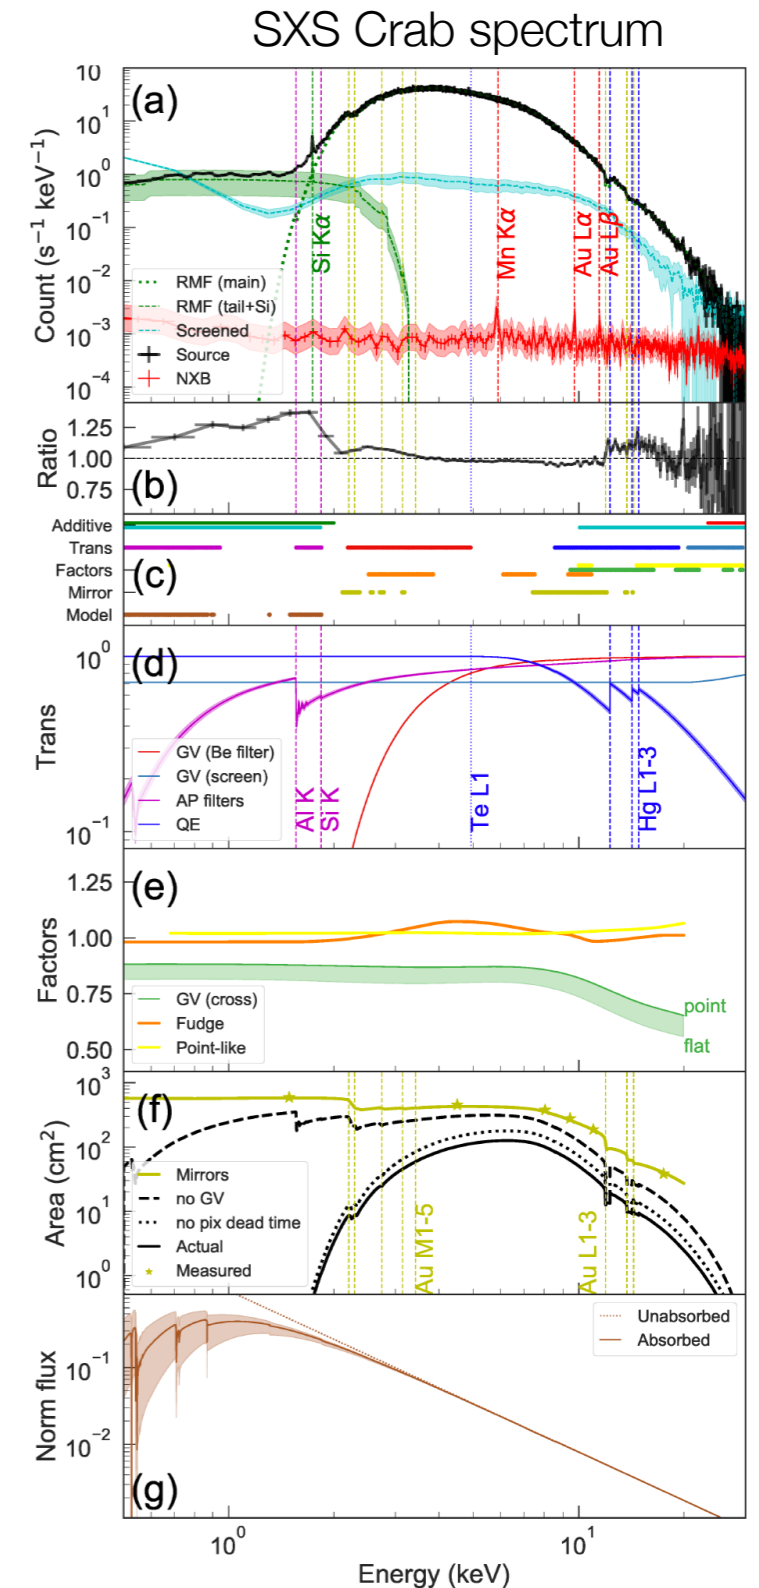 SXS Crab spectrum
(a)
Count (s⁻¹ keV⁻¹)
10
10¹
10⁰
10⁻¹
10⁻²
10⁻³
10⁻⁴
Si Kα
Mn Kα
Au Lα
Au Lβ
RMF (main)
RMF (tail+Si)
Screened
Source
NXB
(b)
Ratio
1.25
1.00
0.75
(c)
Additive
Trans
Factors
Mirror
Model
(d)
Trans
10⁰
10⁻¹
GV (Be filter)
GV (screen)
AP filters
QE
Al K
Si K
Te L1
Hg L1-3
(e)
Factors
1.25
1.00
0.75
0.50
GV (cross)
Fudge
Point-like
point
flat
(f)
Area (cm²)
10³
10²
10¹
10⁰
Mirrors
no GV
no pix dead time
Actual
Measured
Au M1-5
Au L1-3
(g)
Norm flux
10⁻¹
10⁻²
Unabsorbed
Absorbed
10⁰
10¹
Energy (keV)